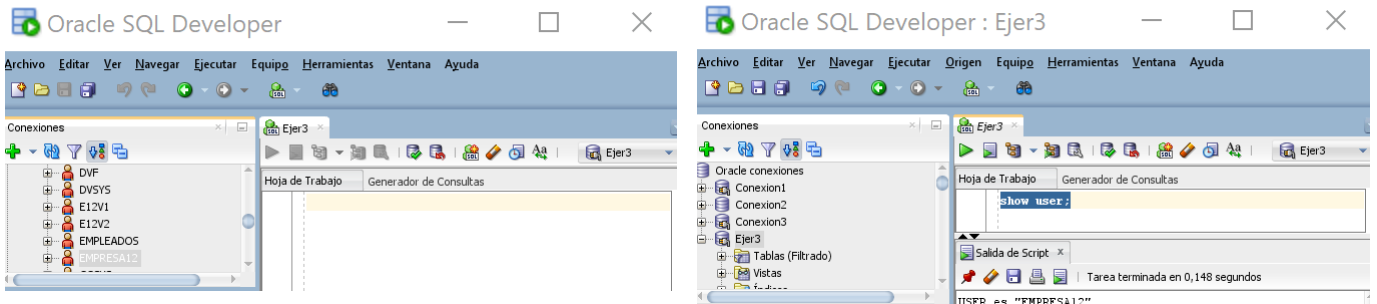 Oracle SQL Developer
Archivo Editar Ver Navegar Ejecutar Equipo Herramientas Ventana Ayuda
Conexiones
DVF
DVSYS
E12V1
E12V2
EMPLEADOS
EMPRESA12
Ejer3
Ejer3
Hoja de Trabajo Generador de Consultas
Oracle SQL Developer : Ejer3
Archivo Editar Ver Navegar Ejecutar Origen Equipo Herramientas Ventana Ayuda
Conexiones
Oracle conexiones
Conexion1
Conexion2
Conexion3
Ejer3
Tablas (Filtrado)
Vistas
Índices
Ejer3
Ejer3
Hoja de Trabajo Generador de Consultas
show user;
Salida de Script
Tarea terminada en 0,148 segundos
USER es "EMPRESA12"